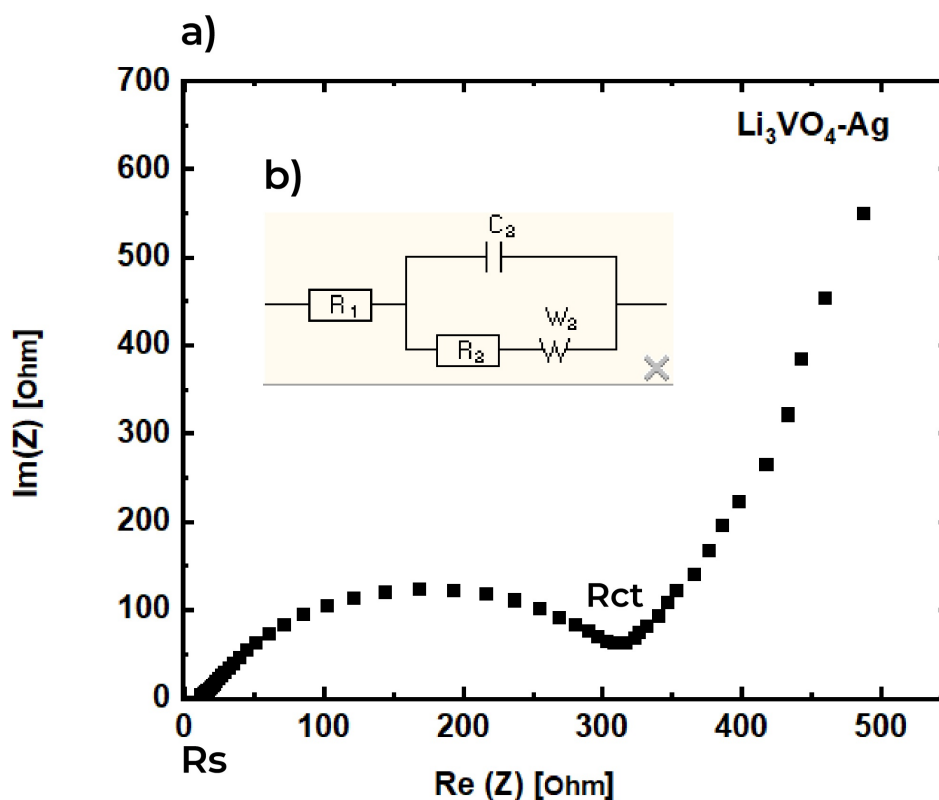 a)
700
600
500
400
300
200
100
0
Im(Z) [Ohm]
Li₃VO₄-Ag
b)
C₂
R₁
W₂
R₂
W
Rct
0 100 200 300 400 500
Rs
Re (Z) [Ohm]